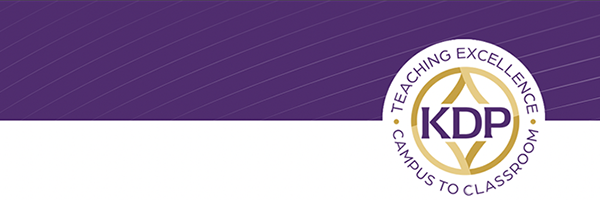 TEACHING EXCELLENCE
KDP
CAMPUS TO CLASSROOM